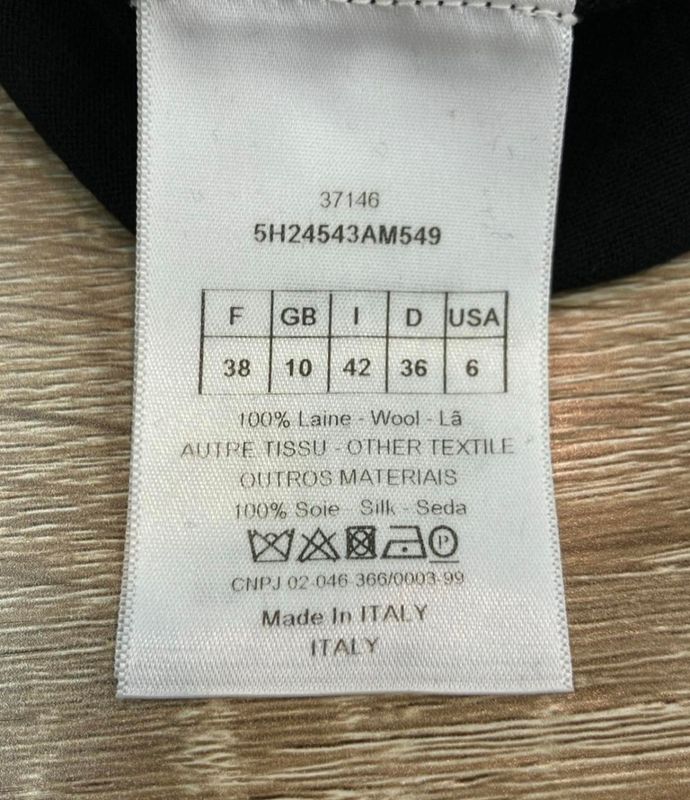 37146
5H24543AM549
F GB I D USA
38 10 42 36 6
100% Laine - Wool - Lã
AUTRE TISSU - OTHER TEXTILE
OUTROS MATERIAIS
100% Soie - Silk - Seda
P
CNPJ 02-046-366/0003-99
Made In ITALY
ITALY